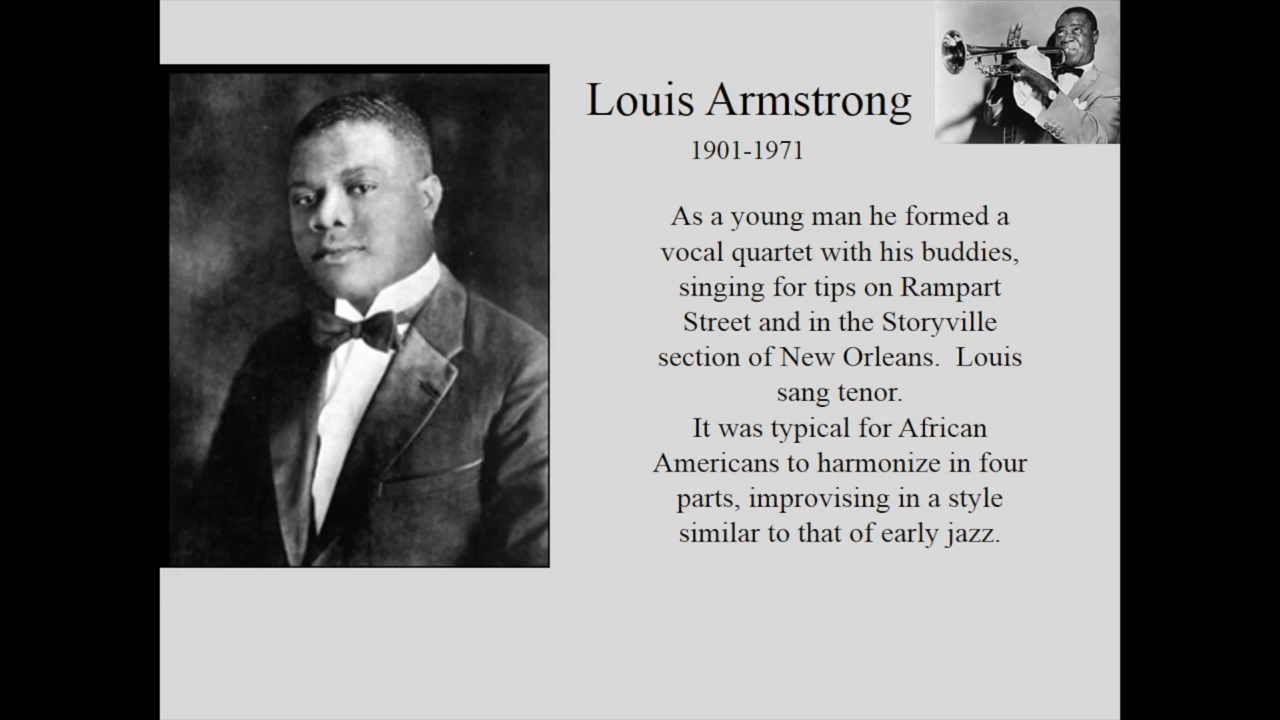 Louis Armstrong
1901-1971
As a young man he formed a
vocal quartet with his buddies,
singing for tips on Rampart
Street and in the Storyville
section of New Orleans.  Louis
sang tenor.
It was typical for African
Americans to harmonize in four
parts, improvising in a style
similar to that of early jazz.